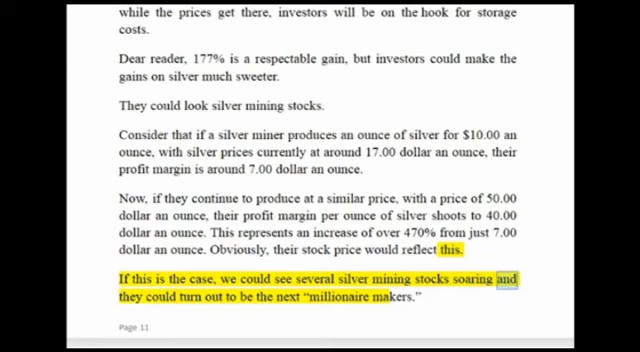 while the prices get there, investors will be on the hook for storage
costs.
Dear reader, 177% is a respectable gain, but investors could make the
gains on silver much sweeter.
They could look silver mining stocks.
Consider that if a silver miner produces an ounce of silver for $10.00 an
ounce, with silver prices currently at around 17.00 dollar an ounce, their
profit margin is around 7.00 dollar an ounce.
Now, if they continue to produce at a similar price, with a price of 50.00
dollar an ounce, their profit margin per ounce of silver shoots to 40.00
dollar an ounce. This represents an increase of over 470% from just 7.00
dollar an ounce. Obviously, their stock price would reflect this.
If this is the case, we could see several silver mining stocks soaring and
they could turn out to be the next “millionaire makers.”
Page 11